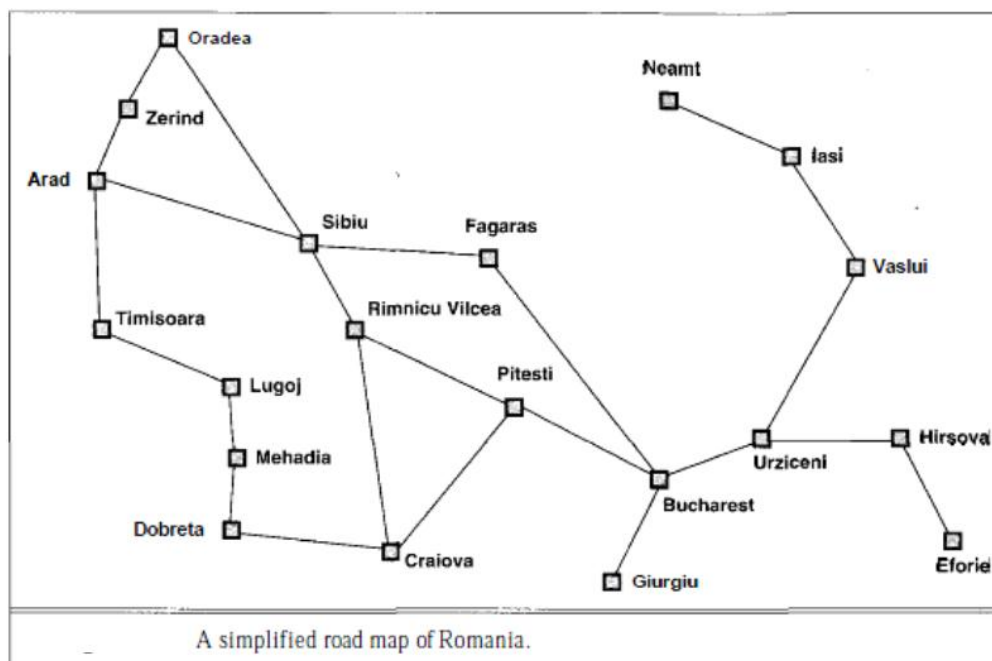 Oradea
Neamt
Zerind
Iasi
Arad
Sibiu
Fagaras
Vaslui
Timisoara
Rimnicu Vilcea
Pitesti
Lugoj
Mehadia
Hirsova
Urziceni
Bucharest
Dobreta
Craiova
Giurgiu
Eforie
A simplified road map of Romania.